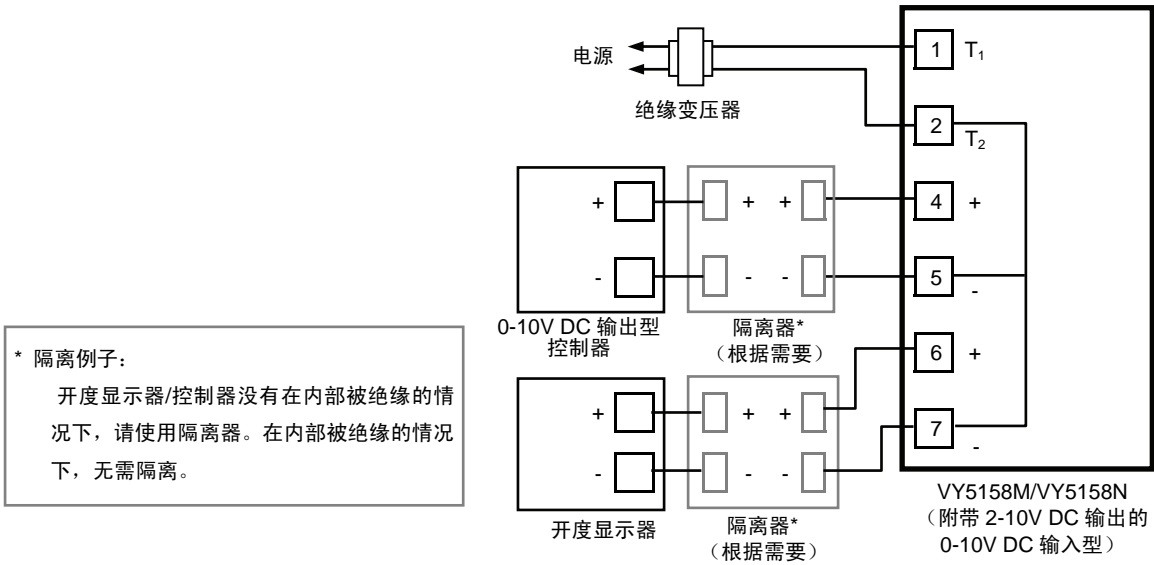 电源
绝缘变压器
1 T₁
2 T₂
+ + + 4 +
- - - 5 -
0-10V DC 输出型
控制器
隔离器*
（根据需要）
6 +
+ + +
7 -
- - -
开度显示器
隔离器*
（根据需要）
VY5158M/VY5158N
（附带 2-10V DC 输出的
0-10V DC 输入型）
* 隔离例子：
开度显示器/控制器没有在内部被绝缘的情
况下，请使用隔离器。在内部被绝缘的情况
下，无需隔离。